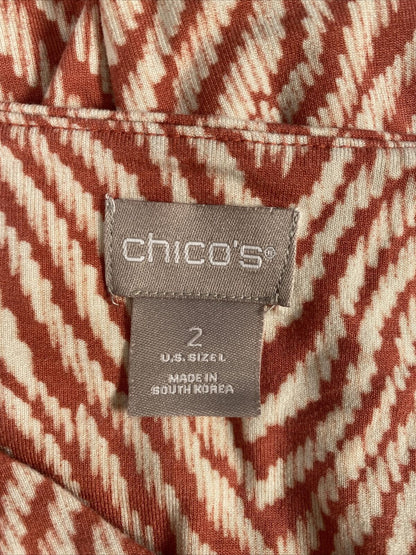 chico's®
2
U.S. SIZE L
MADE IN
SOUTH KOREA